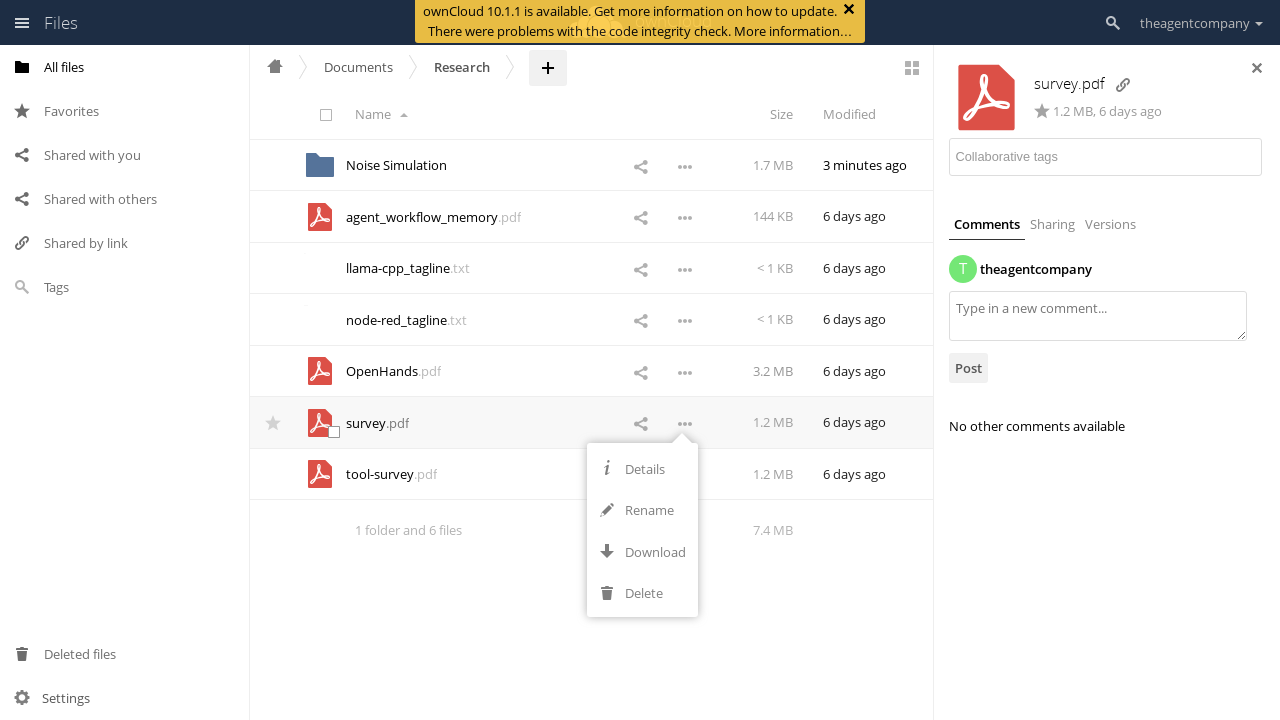 Files
ownCloud 10.1.1 is available. Get more information on how to update.
There were problems with the code integrity check. More information…
theagentcompany
All files
Favorites
Shared with you
Shared with others
Shared by link
Tags
Deleted files
Settings
Documents
Research
+
Name
Size
Modified
Noise Simulation
1.7 MB
3 minutes ago
agent_workflow_memory.pdf
144 KB
6 days ago
llama-cpp_tagline.txt
< 1 KB
6 days ago
node-red_tagline.txt
< 1 KB
6 days ago
OpenHands.pdf
3.2 MB
6 days ago
survey.pdf
1.2 MB
6 days ago
tool-survey.pdf
1.2 MB
6 days ago
1 folder and 6 files
7.4 MB
Details
Rename
Download
Delete
survey.pdf
1.2 MB, 6 days ago
Collaborative tags
Comments
Sharing
Versions
T
theagentcompany
Type in a new comment...
Post
No other comments available